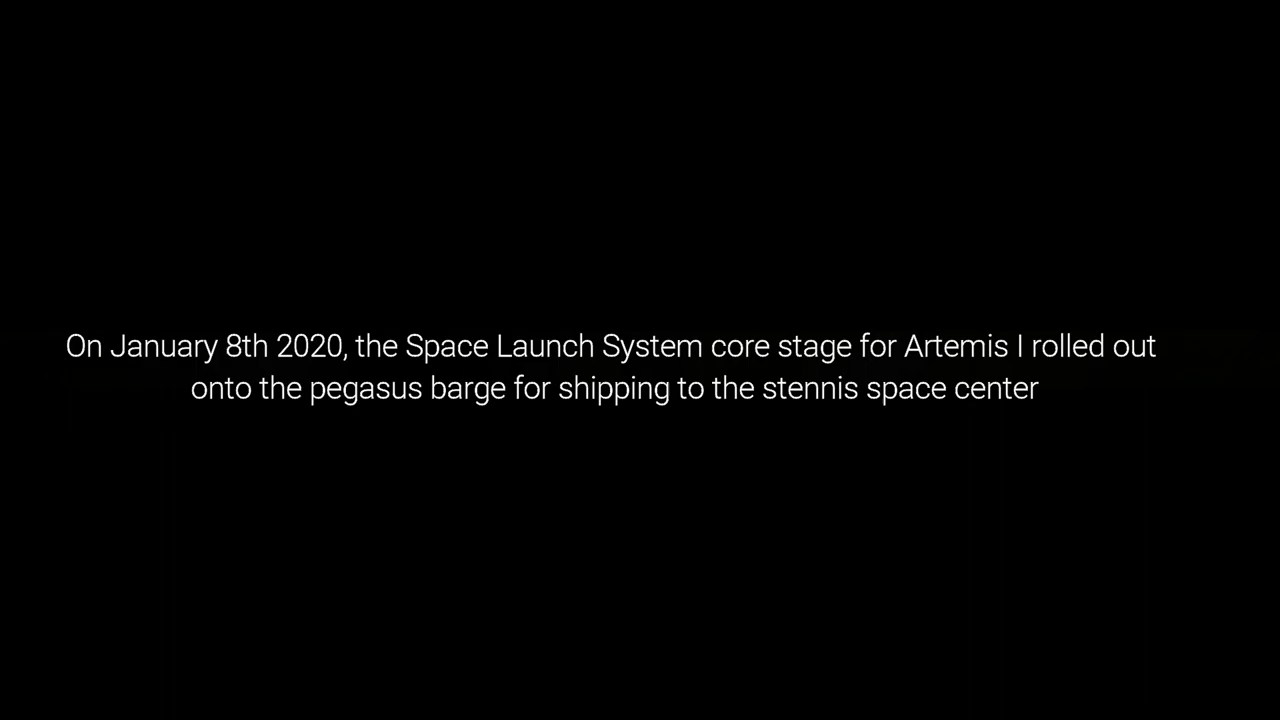 On January 8th 2020, the Space Launch System core stage for Artemis I rolled out
onto the pegasus barge for shipping to the stennis space center